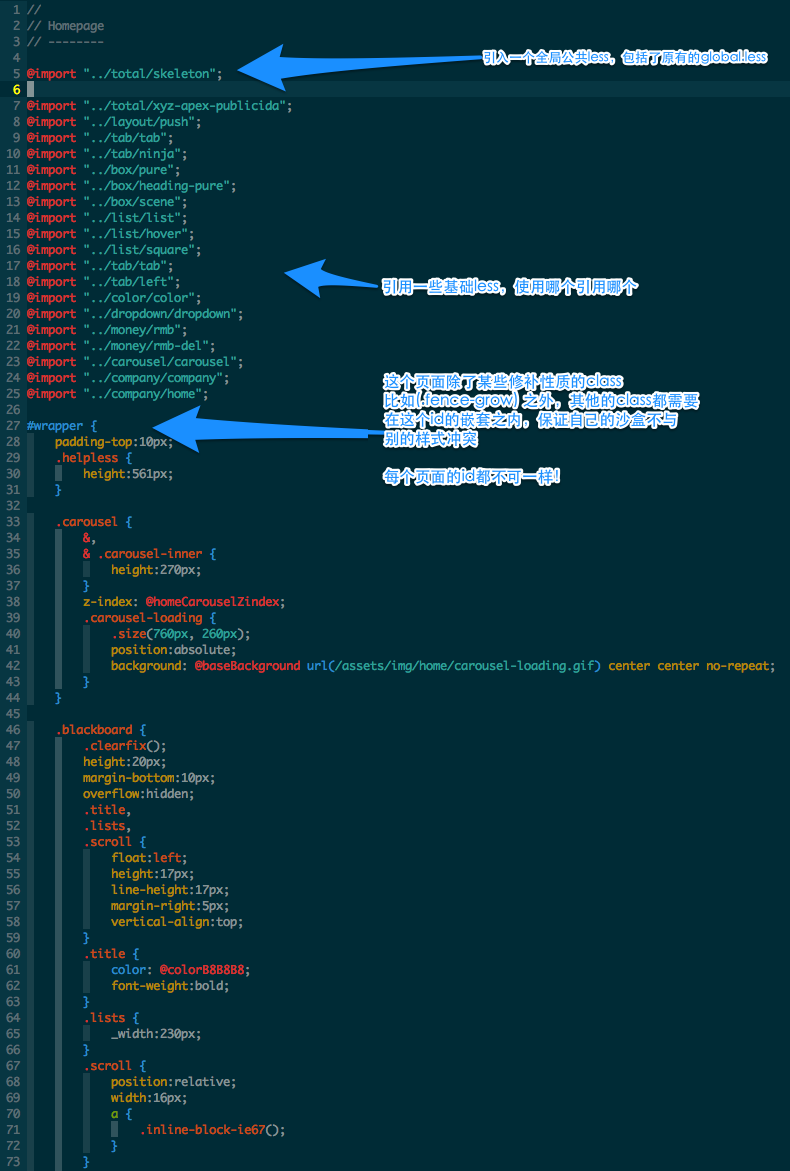 1 //
2 // Homepage
3 // --------
引入一个全局公共less，包括了原有的global.less
4
5 @import "../total/skeleton";
6
7 @import "../total/xyz-apex-publicida";
8 @import "../layout/push";
9 @import "../tab/tab";
10 @import "../tab/ninja";
11 @import "../box/pure";
12 @import "../box/heading-pure";
13 @import "../box/scene";
14 @import "../list/list";
15 @import "../list/hover";
16 @import "../list/square";
17 @import "../tab/tab";
18 @import "../tab/left";
引用一些基础less，使用哪个引用哪个
19 @import "../color/color";
20 @import "../dropdown/dropdown";
21 @import "../money/rmb";
22 @import "../money/rmb-del";
23 @import "../carousel/carousel";
24 @import "../company/company";
25 @import "../company/home";
这个页面除了某些修补性质的class
比如(.fence-grow) 之外，其他的class都需要
在这个id的嵌套之内，保证自己的沙盒不与
别的样式冲突
每个页面的id都不可一样!
26
27 #wrapper {
28 padding-top:10px;
29 .helpless {
30 height:561px;
31 }
32
33 .carousel {
34 &,
35 & .carousel-inner {
36 height:270px;
37 }
38 z-index: @homeCarouselZindex;
39 .carousel-loading {
40 .size(760px, 260px);
41 position:absolute;
42 background: @baseBackground url(/assets/img/home/carousel-loading.gif) center center no-repeat;
43 }
44 }
45
46 .blackboard {
47 .clearfix();
48 height:20px;
49 margin-bottom:10px;
50 overflow:hidden;
51 .title,
52 .lists,
53 .scroll {
54 float:left;
55 height:17px;
56 line-height:17px;
57 margin-right:5px;
58 vertical-align:top;
59 }
60 .title {
61 color: @colorB8B8B8;
62 font-weight:bold;
63 }
64 .lists {
65 _width:230px;
66 }
67 .scroll {
68 position:relative;
69 width:16px;
70 a {
71 .inline-block-ie67();
72 }
73 }